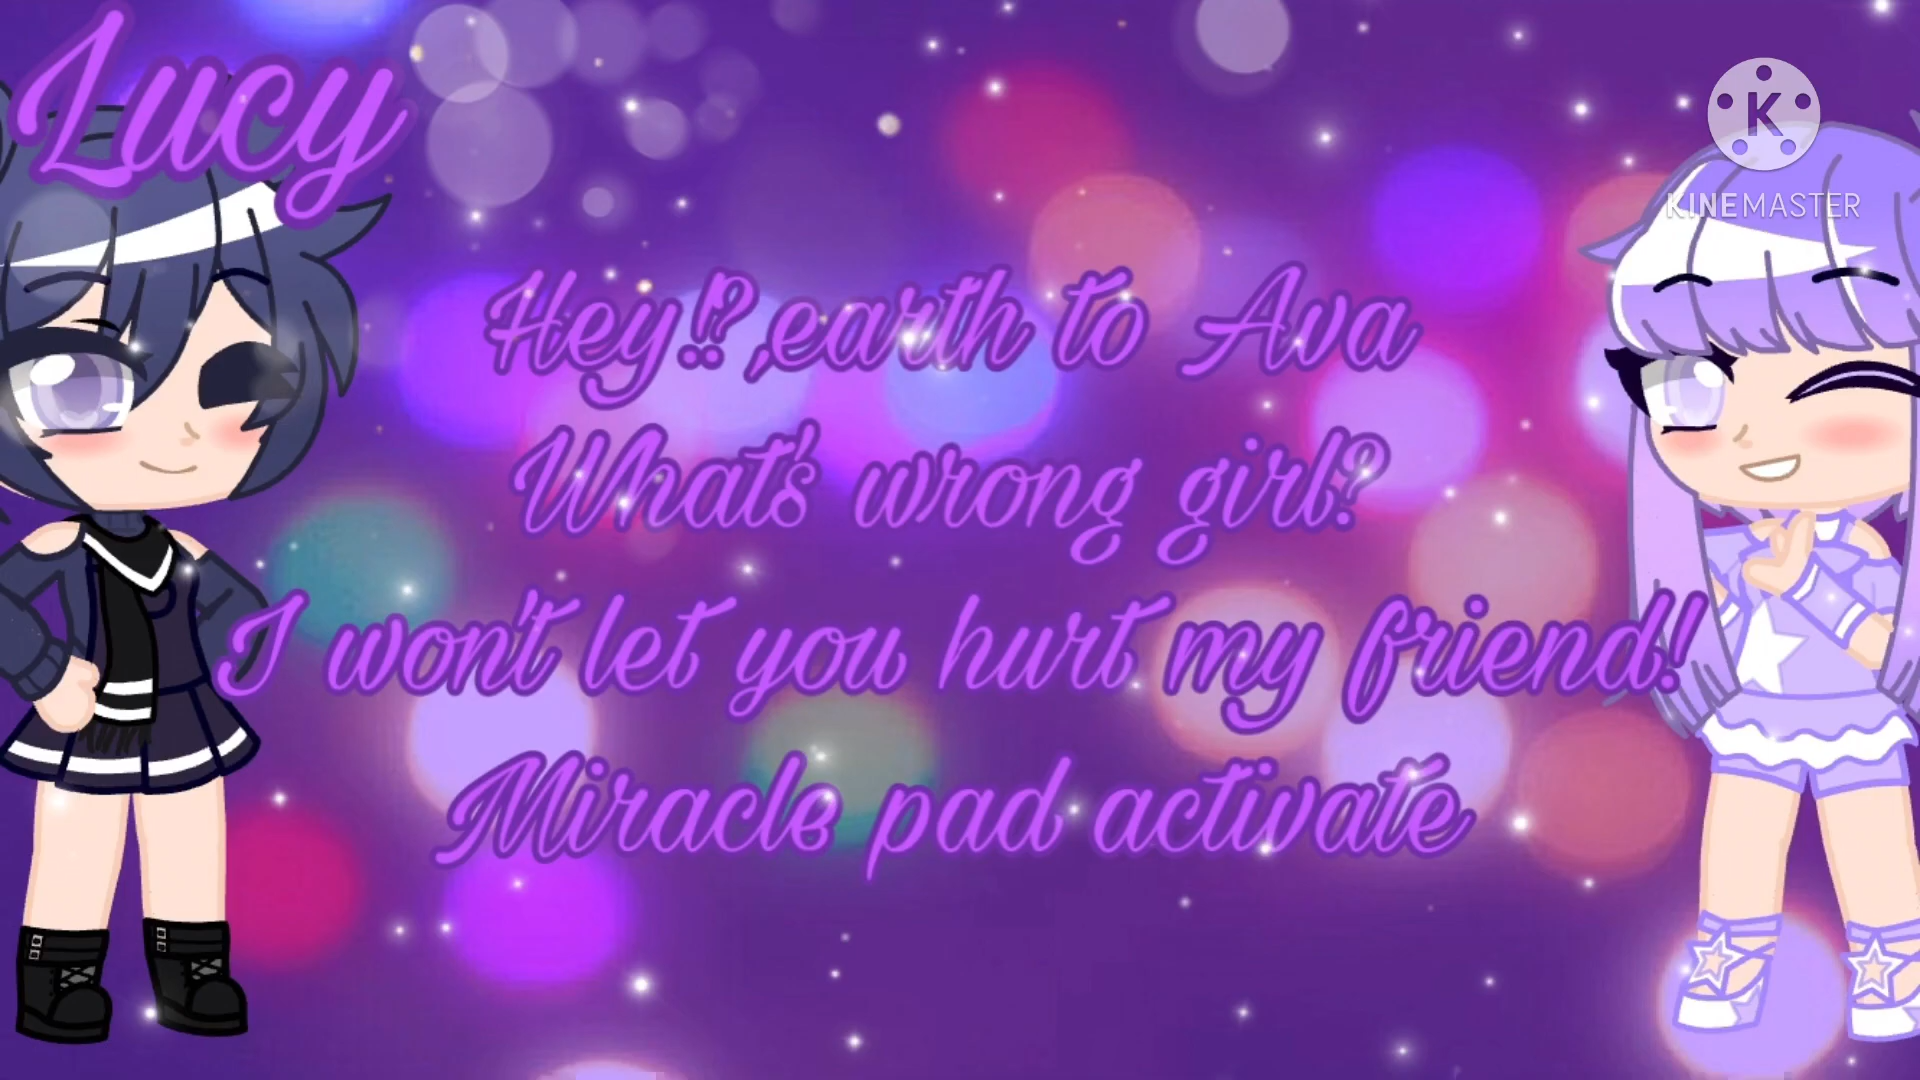 Lucy
K
KINEMASTER
Hey!?,earth to Ava
What's wrong girl?
I won't let you hurt my friend!
Miracle pad activate